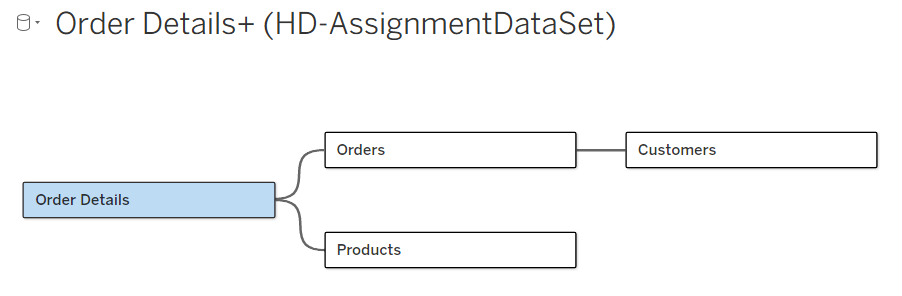 Order Details+ (HD-AssignmentDataSet)
Orders
Customers
Order Details
Products